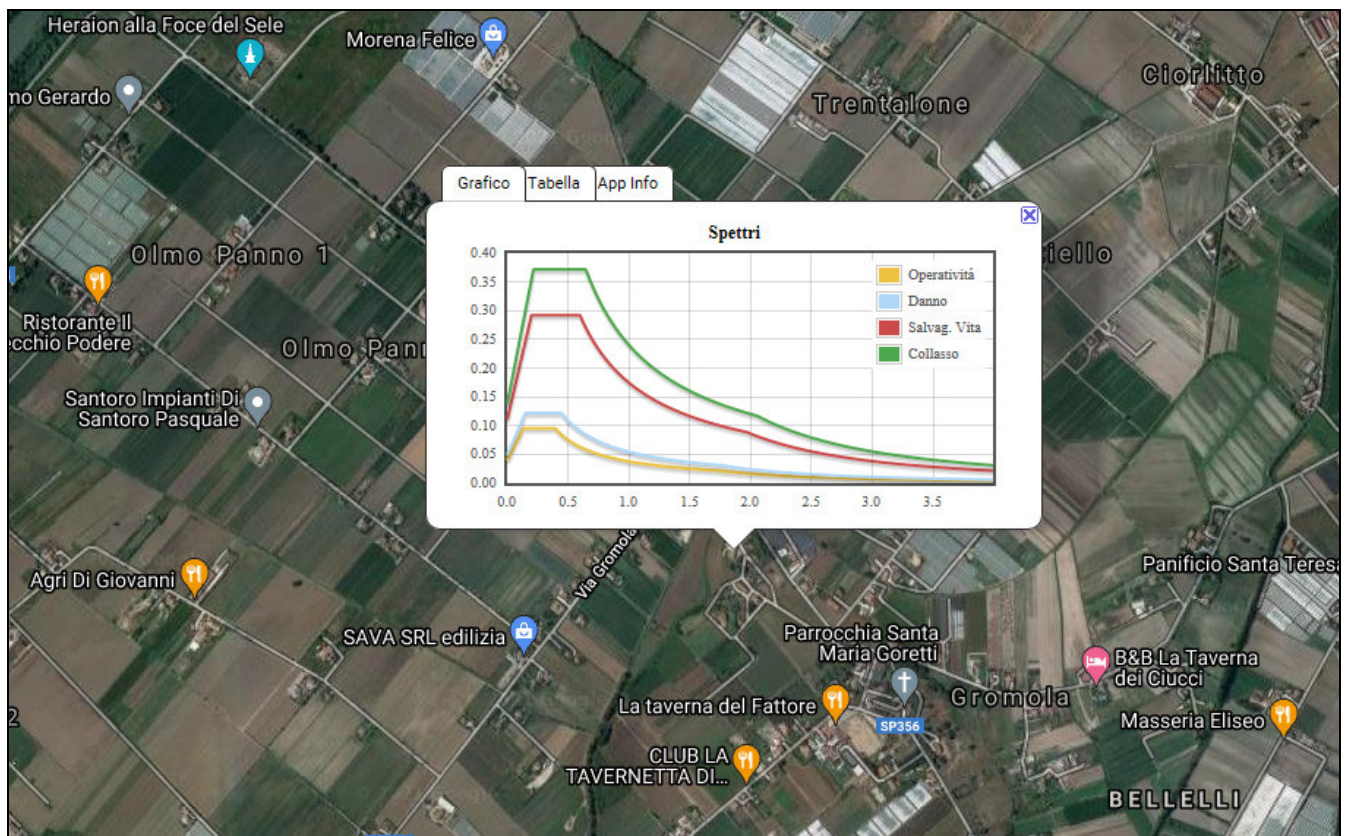 Heraion alla Foce del Sele
Morena Felice
Ciorlitto
mo Gerardo
Trentalone
Grafico
Tabella
App Info
Olmo Panno 1
iello
Spettri
0.40
0.35
0.30
0.25
0.20
0.15
0.10
0.05
0.00
0.0
0.5
1.0
1.5
2.0
2.5
3.0
3.5
Operativitá
Danno
Salvag. Vita
Collasso
Ristorante Il
ecchio Podere
Olmo Pann
Santoro Impianti Di
Santoro Pasquale
Via Gromola
Agri Di Giovanni
Panificio Santa Teresa
SAVA SRL edilizia
Parrocchia Santa
Maria Goretti
B&B La Taverna
dei Ciucci
La taverna del Fattore
Gromola
SP356
Masseria Eliseo
2
CLUB LA
TAVERNETTA DI...
BELLELLI